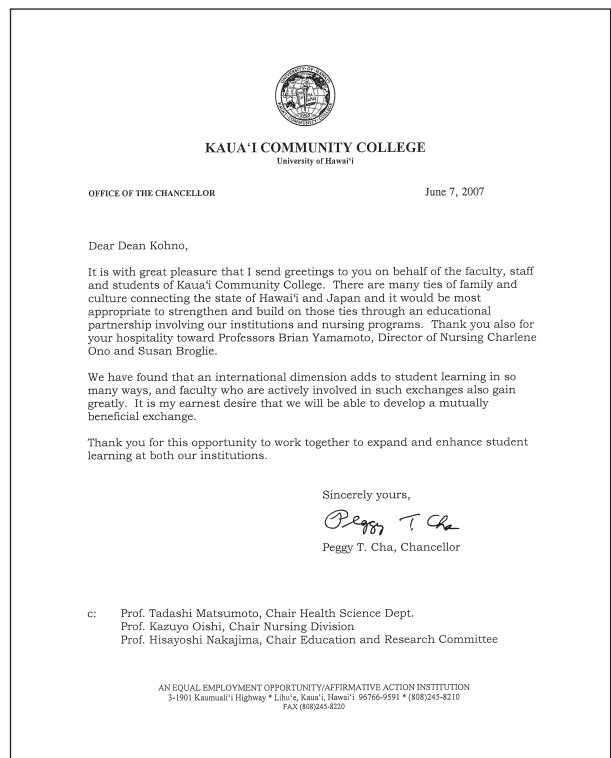 KAUAʻI COMMUNITY COLLEGE
University of Hawaiʻi
OFFICE OF THE CHANCELLOR
June 7, 2007
Dear Dean Kohno,
It is with great pleasure that I send greetings to you on behalf of the faculty, staff
and students of Kauaʻi Community College. There are many ties of family and
culture connecting the state of Hawaiʻi and Japan and it would be most
appropriate to strengthen and build on those ties through an educational
partnership involving our institutions and nursing programs. Thank you also for
your hospitality toward Professors Brian Yamamoto, Director of Nursing Charlene
Ono and Susan Broglie.
We have found that an international dimension adds to student learning in so
many ways, and faculty who are actively involved in such exchanges also gain
greatly. It is my earnest desire that we will be able to develop a mutually
beneficial exchange.
Thank you for this opportunity to work together to expand and enhance student
learning at both our institutions.
Sincerely yours,
Peggy T. Cha
Peggy T. Cha, Chancellor
c: Prof. Tadashi Matsumoto, Chair Health Science Dept.
Prof. Kazuyo Oishi, Chair Nursing Division
Prof. Hisayoshi Nakajima, Chair Education and Research Committee
AN EQUAL EMPLOYMENT OPPORTUNITY/AFFIRMATIVE ACTION INSTITUTION
3-1901 Kaumualiʻi Highway * Lihuʻe, Kauaʻi, Hawaiʻi 96766-9591 * (808)245-8210
FAX (808)245-8220